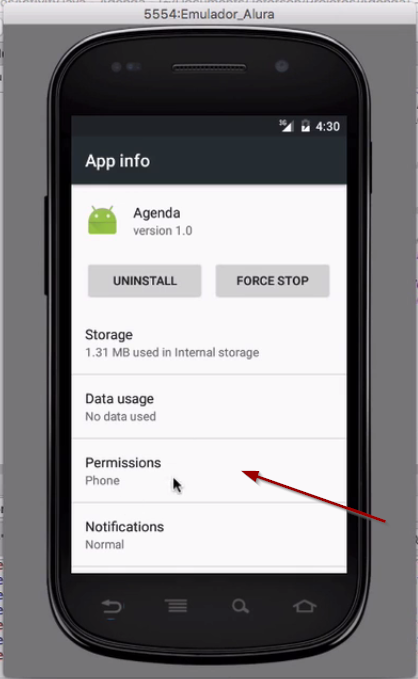 5554:Emulador_Alura
3G 4:30
App info
Agenda
version 1.0
UNINSTALL
FORCE STOP
Storage
1.31 MB used in Internal storage
Data usage
No data used
Permissions
Phone
Notifications
Normal